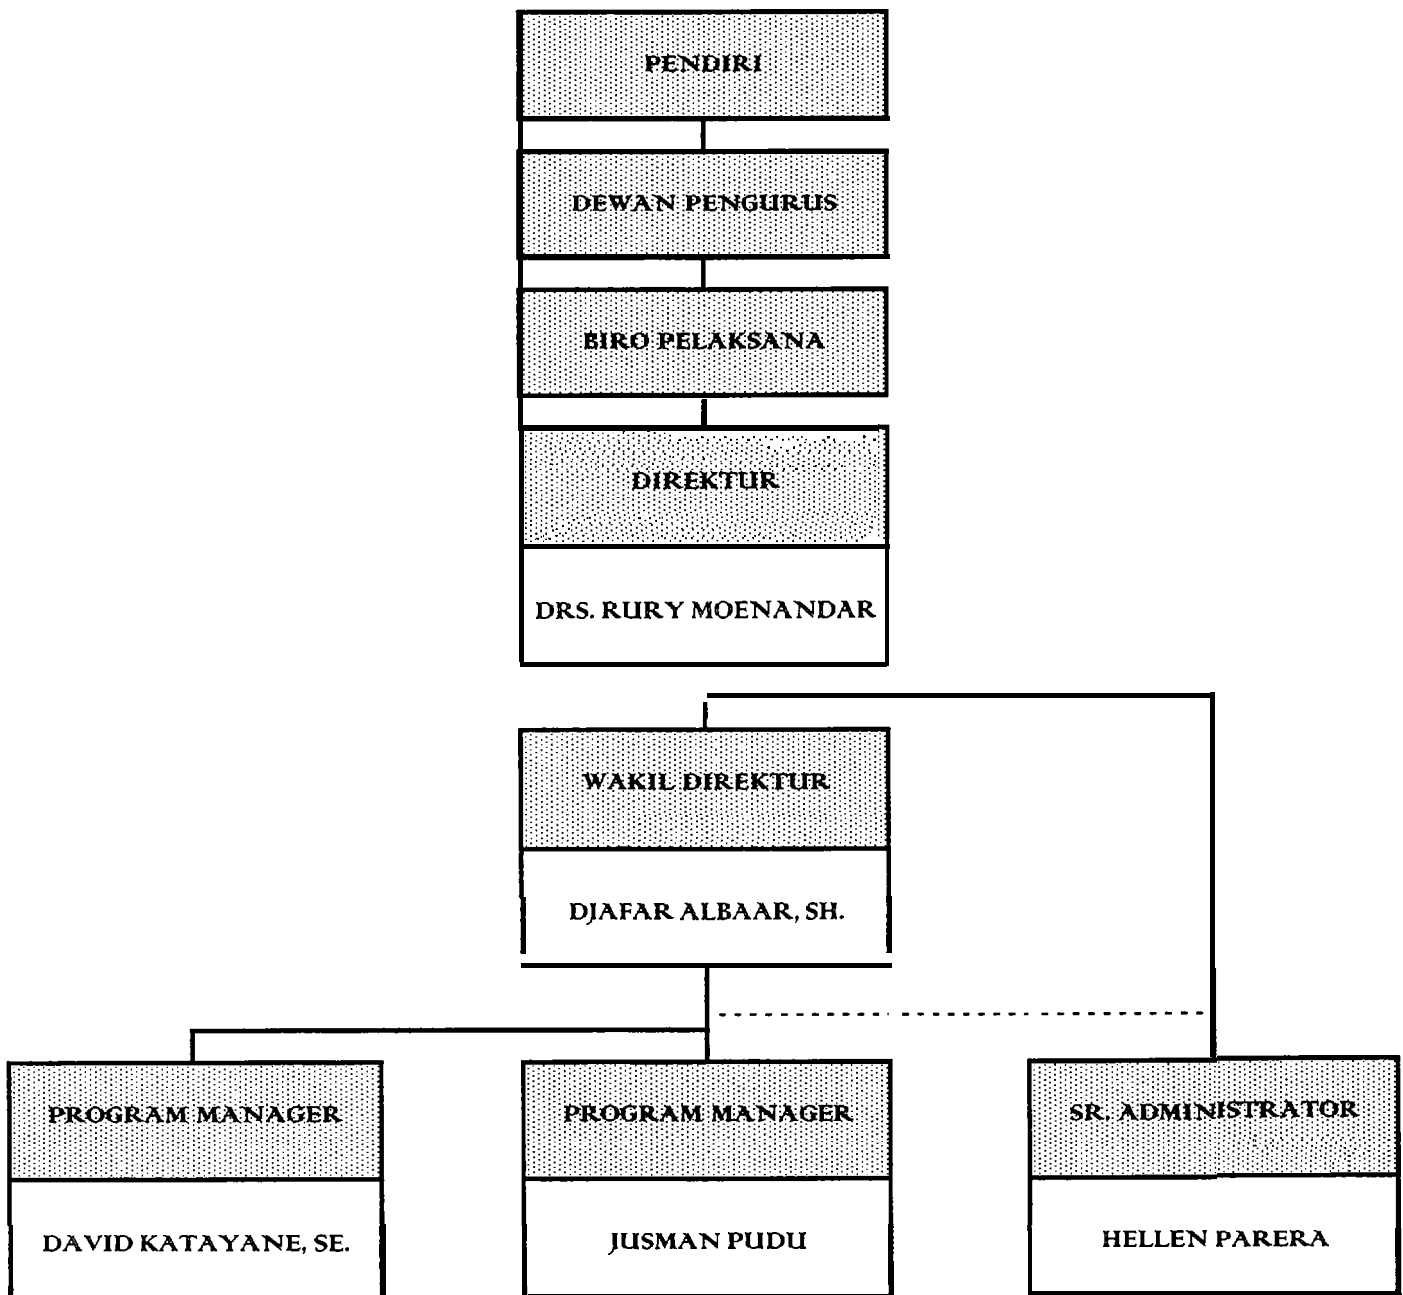 PENDIRI
DEWAN PENGURUS
BIRO PELAKSANA
DIREKTUR
DRS. RURY MOENANDAR
WAKIL DIREKTUR
DJAFAR ALBAAR, SH.
PROGRAM MANAGER
DAVID KATAYANE, SE.
PROGRAM MANAGER
JUSMAN PUDU
SR. ADMINISTRATOR
HELLEN PARERA